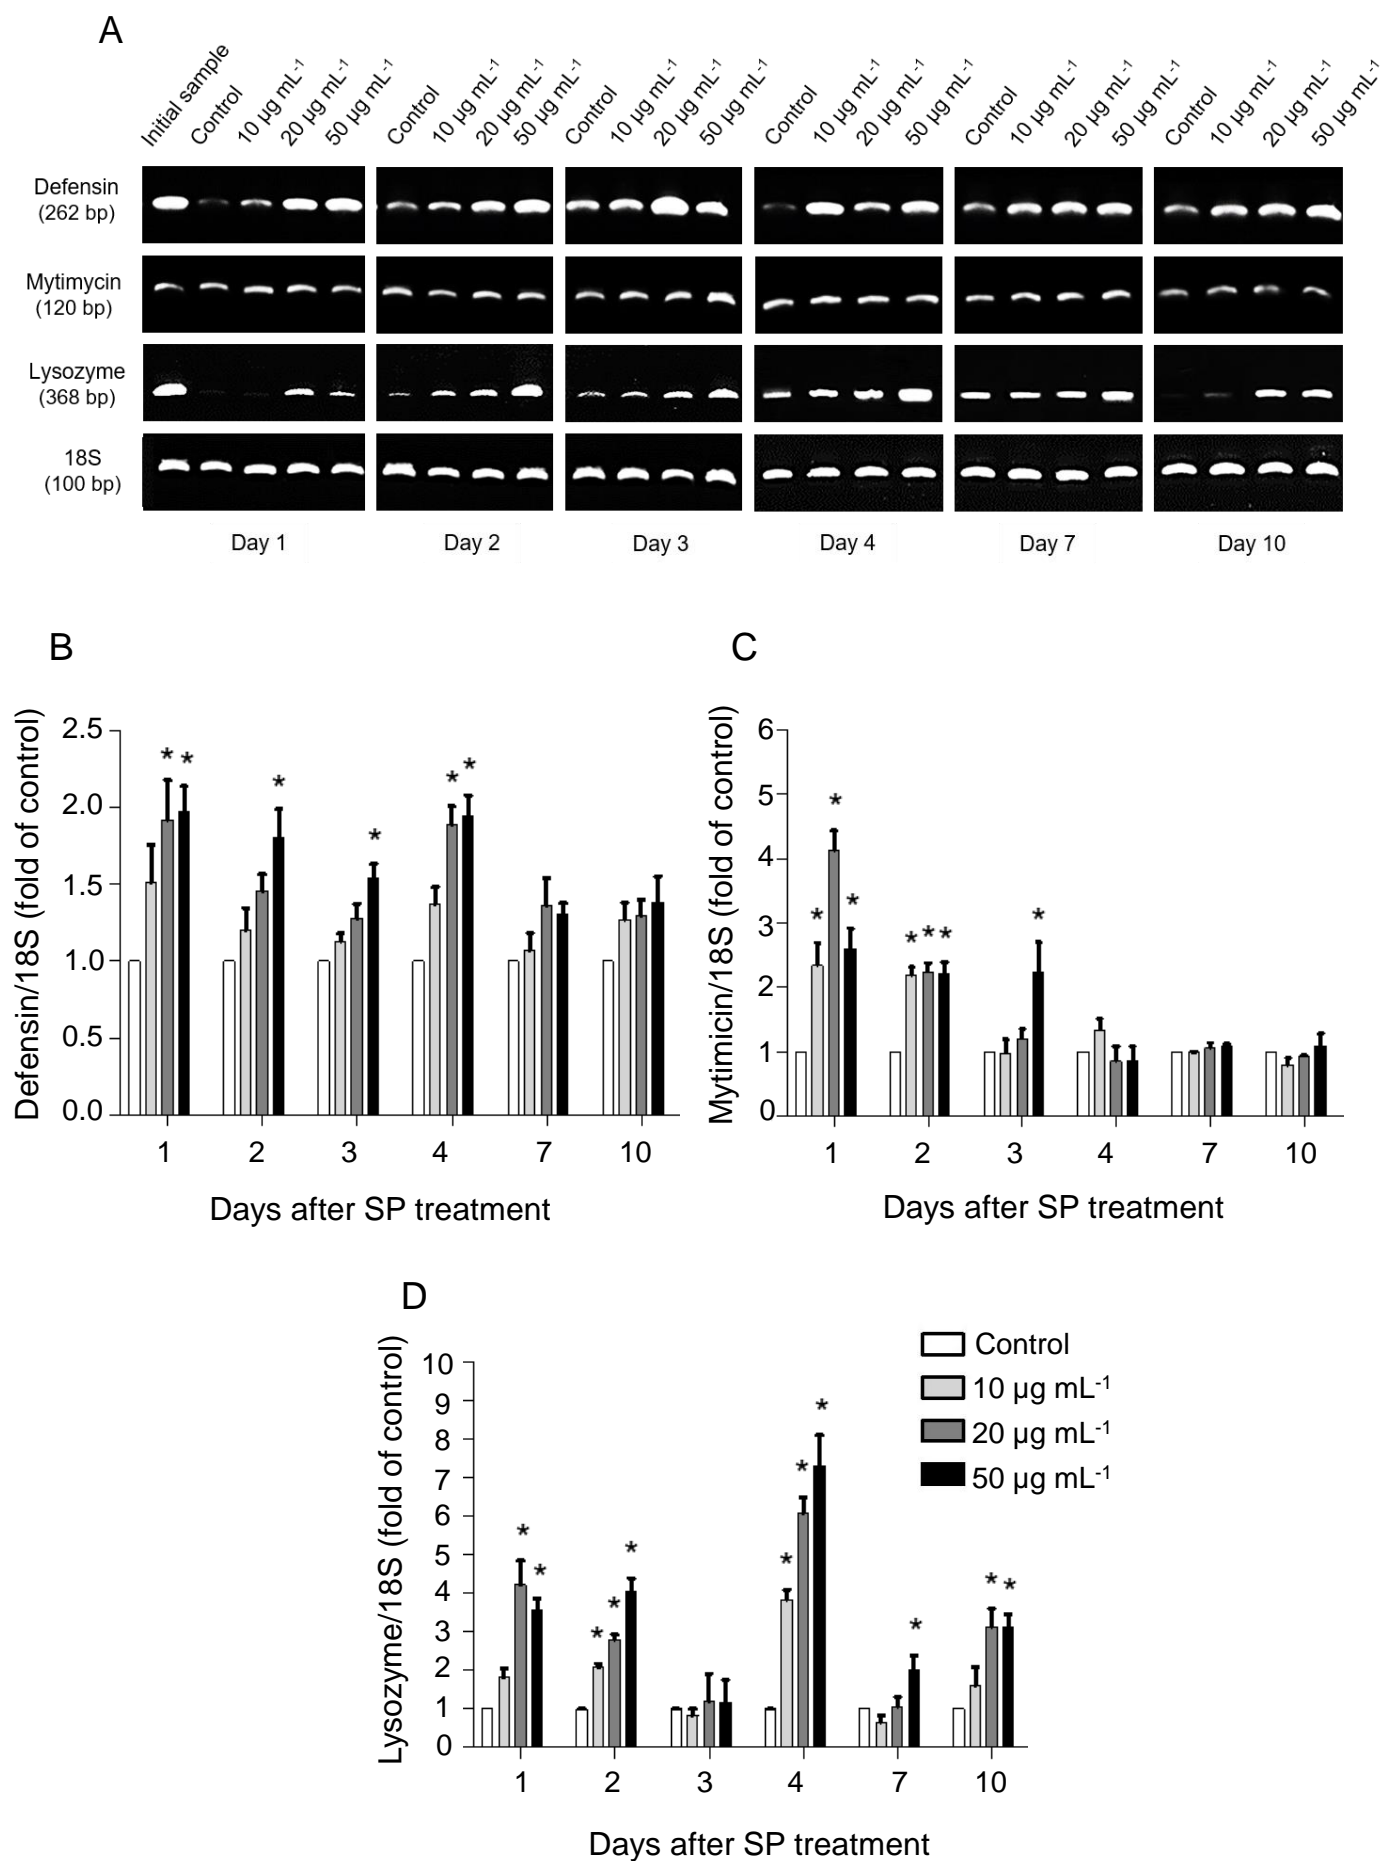 A
Initial sample
Control
10 µg mL-1
20 µg mL-1
50 µg mL-1
Control
10 µg mL-1
20 µg mL-1
50 µg mL-1
Control
10 µg mL-1
20 µg mL-1
50 µg mL-1
Control
10 µg mL-1
20 µg mL-1
50 µg mL-1
Control
10 µg mL-1
20 µg mL-1
50 µg mL-1
Control
10 µg mL-1
20 µg mL-1
50 µg mL-1
Defensin
(262 bp)
Mytimycin
(120 bp)
Lysozyme
(368 bp)
18S
(100 bp)
Day 1
Day 2
Day 3
Day 4
Day 7
Day 10
B
Defensin/18S (fold of control)
2.5
2.0
1.5
1.0
0.5
0.0
* *
*
*
* *
1 2 3 4 7 10
Days after SP treatment
C
Mytimicin/18S (fold of control)
6
5
4
3
2
1
0
* * *
* * *
*
1 2 3 4 7 10
Days after SP treatment
D
Lysozyme/18S (fold of control)
10
9
8
7
6
5
4
3
2
1
0
* *
* * *
* * *
*
* *
1 2 3 4 7 10
Days after SP treatment
Control
10 µg mL-1
20 µg mL-1
50 µg mL-1